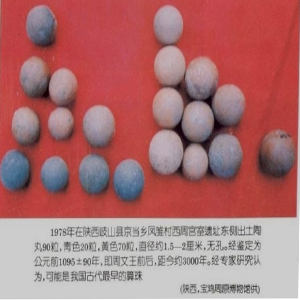 1978年在陕西岐山县京当乡凤雏村西周宫室遗址东侧出土陶
丸90粒，青色20粒，黄色70粒，直径约1.5—2厘米，无孔。经鉴定为
公元前1095±90年，即周文王前后，距今约3000年。经专家研究认
为，可能是我国古代最早的算珠
(陕西，宝鸡周原博物馆供)